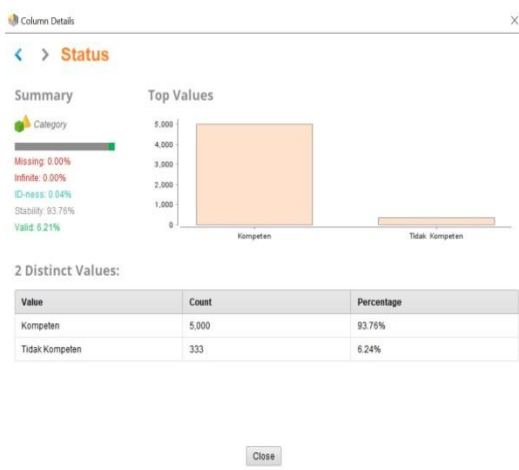 Column Details
Status
Summary
Category
Missing: 0.00%
Infinite: 0.00%
ID-ness: 0.04%
Stability: 93.76%
Valid: 6.21%
Top Values
5,000
4,000
3,000
2,000
1,000
0
Kompeten Tidak Kompeten
2 Distinct Values:
Value Count Percentage
Kompeten 5,000 93.76%
Tidak Kompeten 333 6.24%
Close